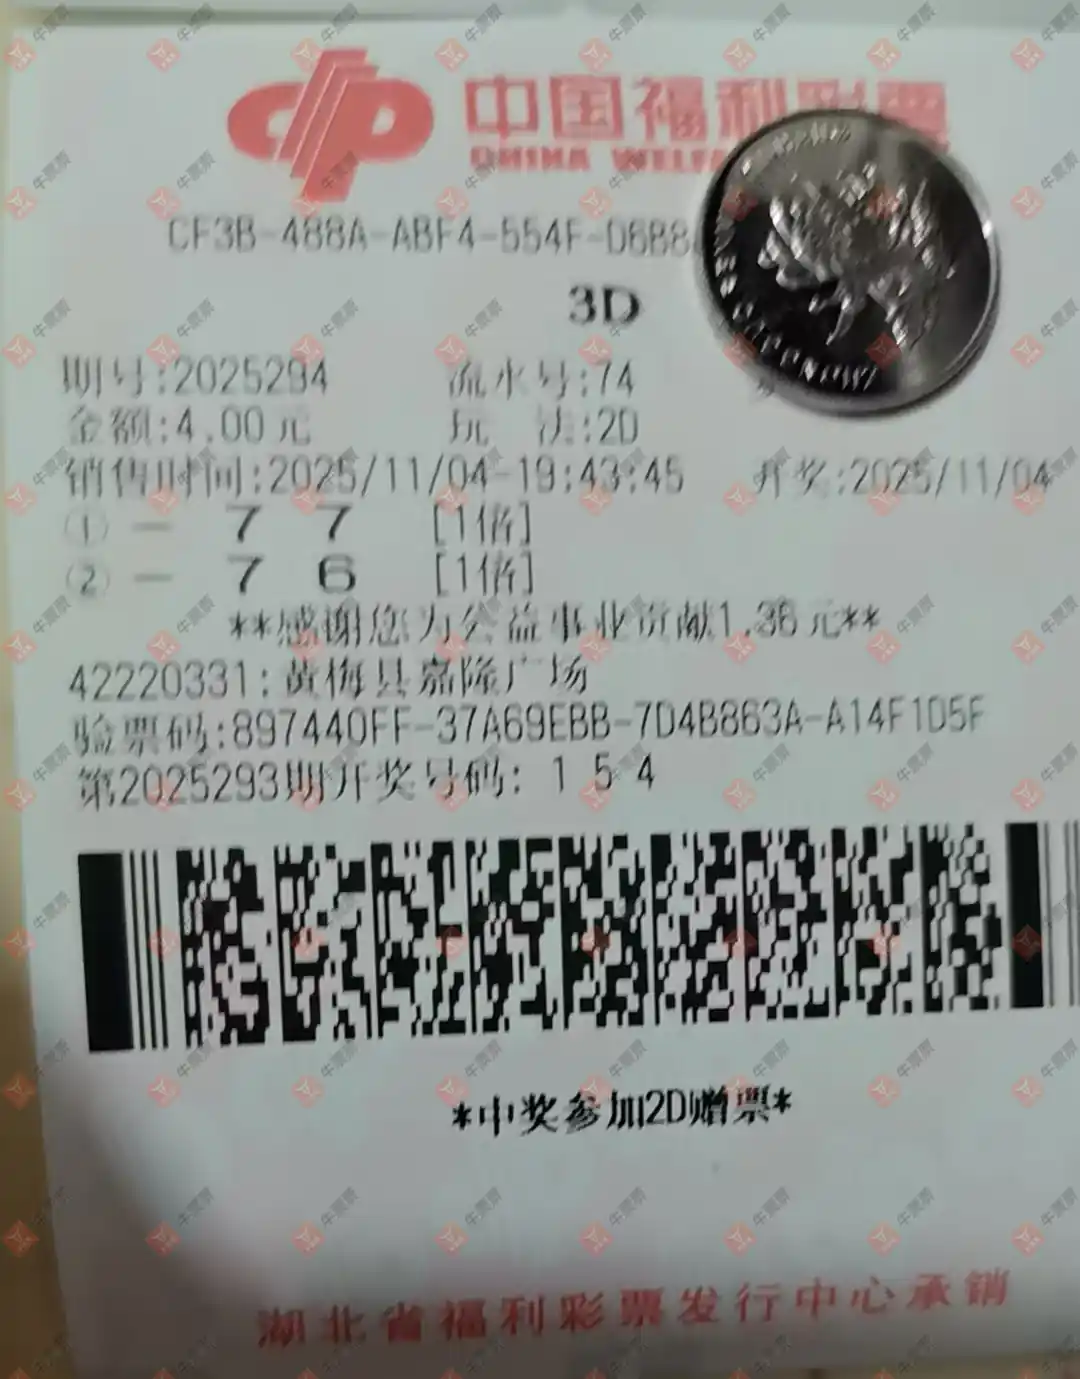 中国福利彩票
CHINA WELFA
CF3B-488A-ABF4-554F-D6B8
3D
期号:2025294 流水号:74
金额:4.00元 玩 法:2D
销售时间:2025/11/04-19:43:45 开奖:2025/11/04
① — 7 7 [1倍]
② — 7 6 [1倍]
**感谢您为公益事业贡献1.36元**
42220331:黄梅县嘉隆广场
验票码:897440FF-37A69EBB-7D4B863A-A14F1D5F
第2025293期开奖号码: 1 5 4
*中奖参加2D赠票*
湖北省福利彩票发行中心承销
牛票票